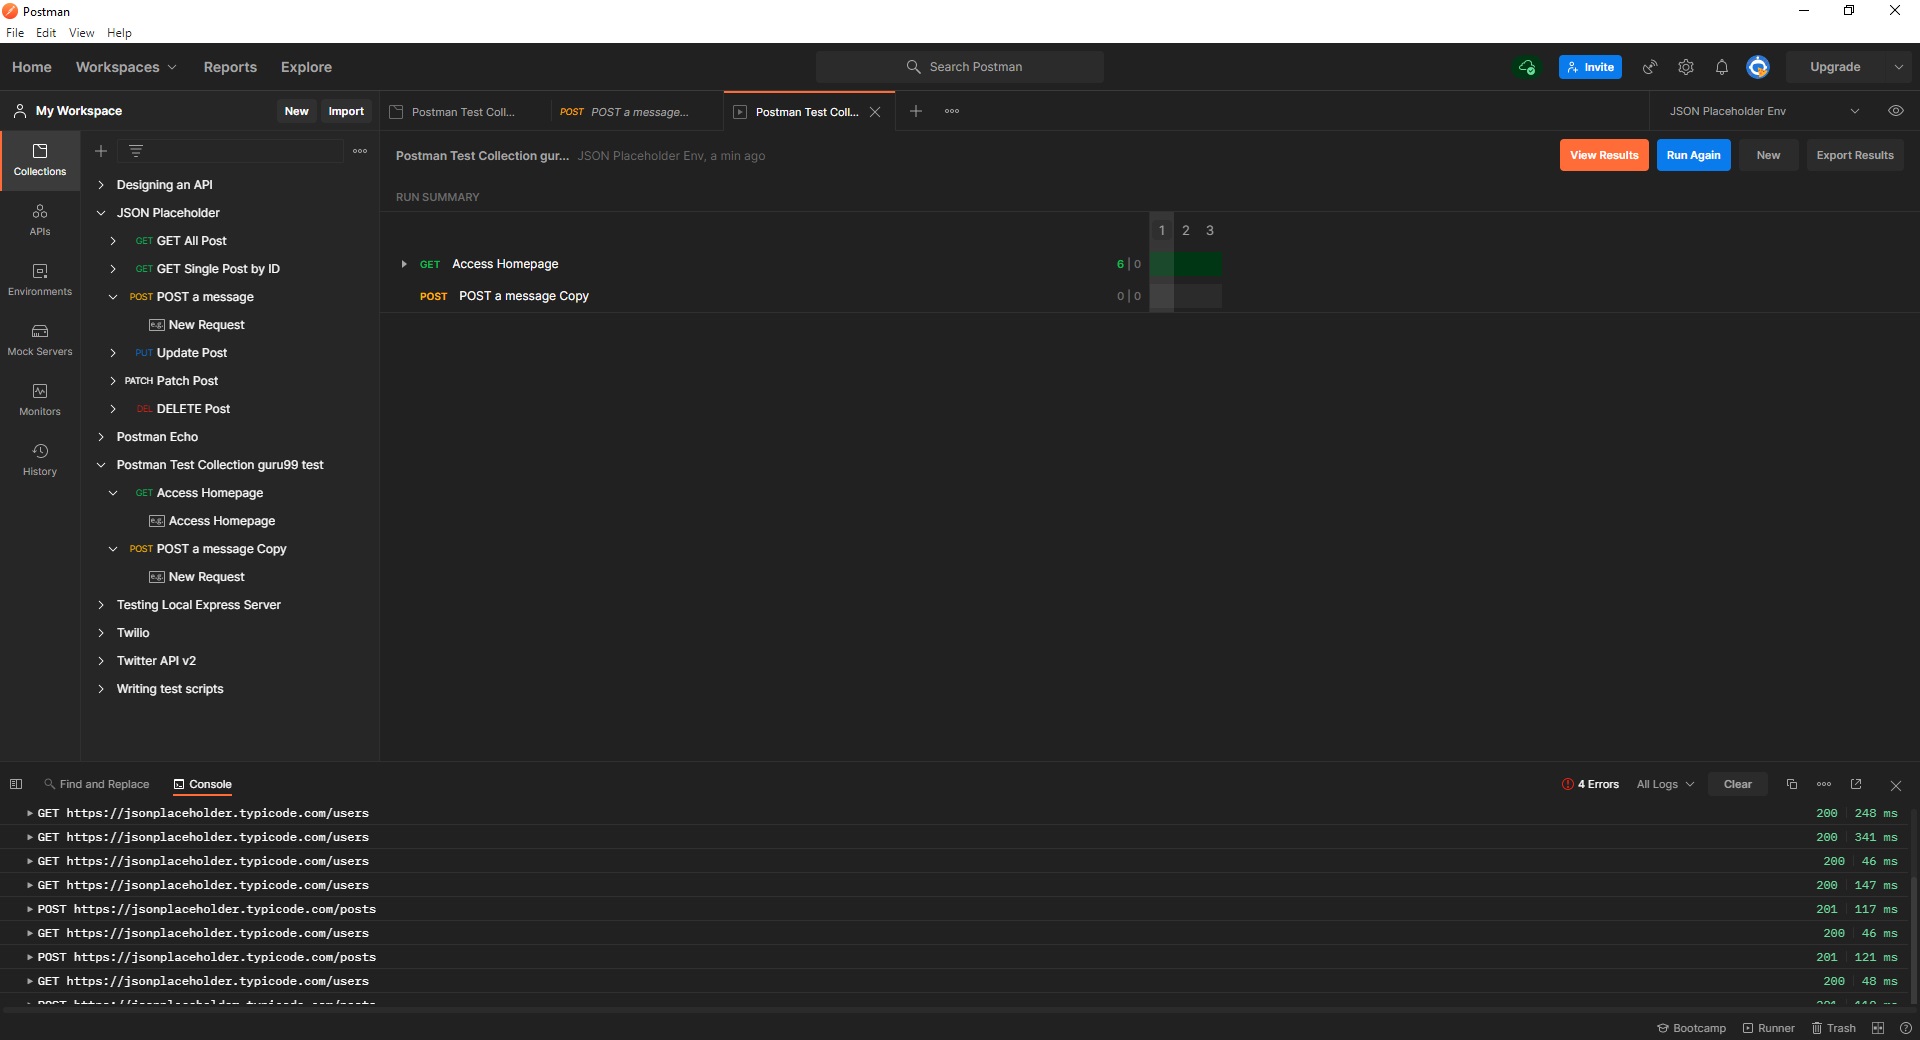 Postman
File Edit View Help
Home Workspaces Reports Explore
Search Postman
Invite
Upgrade
My Workspace
New Import
Postman Test Coll...
POST POST a message...
Postman Test Coll...
JSON Placeholder Env
Collections
APIs
Environments
Mock Servers
Monitors
History
Designing an API
JSON Placeholder
GET GET All Post
GET GET Single Post by ID
POST POST a message
e.g. New Request
PUT Update Post
PATCH Patch Post
DEL DELETE Post
Postman Echo
Postman Test Collection guru99 test
GET Access Homepage
e.g. Access Homepage
POST POST a message Copy
e.g. New Request
Testing Local Express Server
Twilio
Twitter API v2
Writing test scripts
Postman Test Collection gur... JSON Placeholder Env, a min ago
View Results Run Again New Export Results
RUN SUMMARY
1 2 3
GET Access Homepage 6 | 0
POST POST a message Copy 0 | 0
Find and Replace Console
4 Errors All Logs Clear
GET https://jsonplaceholder.typicode.com/users 200 248 ms
GET https://jsonplaceholder.typicode.com/users 200 341 ms
GET https://jsonplaceholder.typicode.com/users 200 46 ms
GET https://jsonplaceholder.typicode.com/users 200 147 ms
POST https://jsonplaceholder.typicode.com/posts 201 117 ms
GET https://jsonplaceholder.typicode.com/users 200 46 ms
POST https://jsonplaceholder.typicode.com/posts 201 121 ms
GET https://jsonplaceholder.typicode.com/users 200 48 ms
Bootcamp Runner Trash